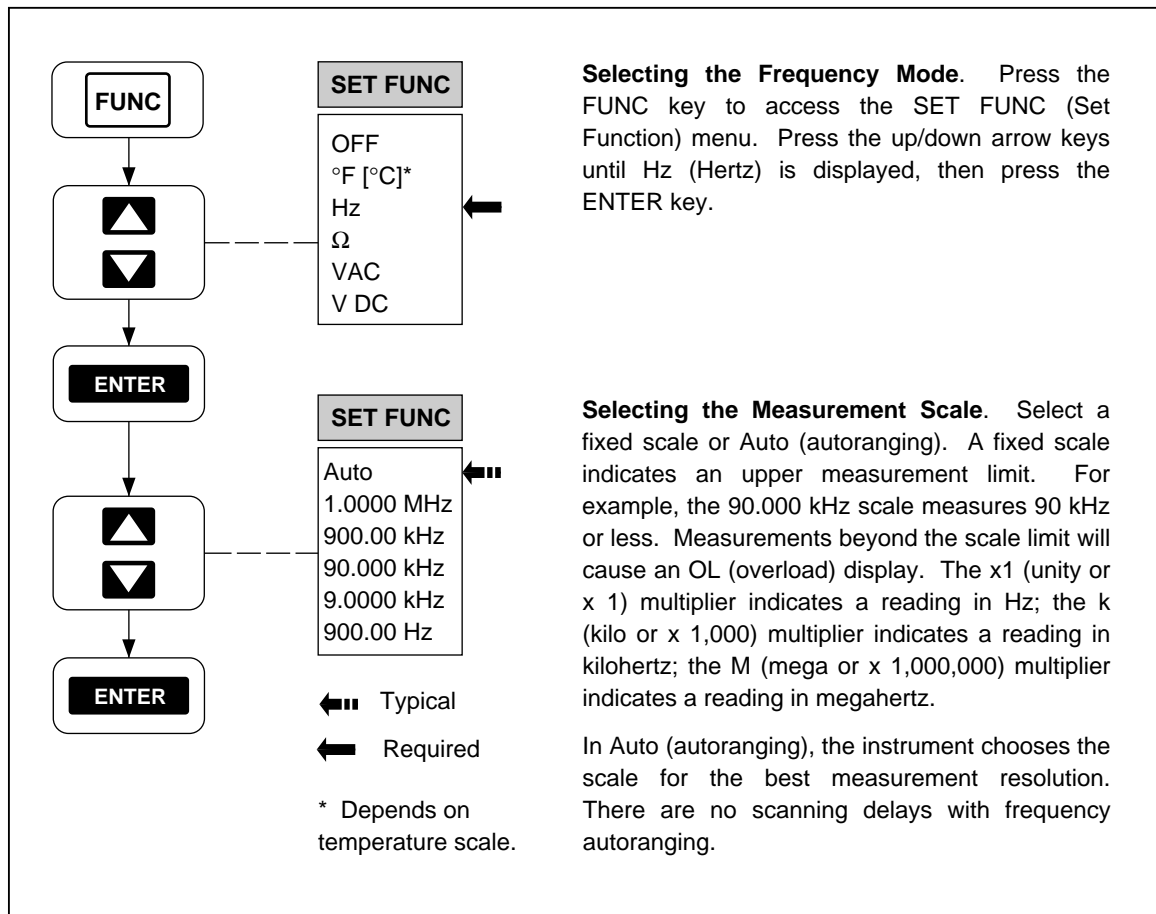 FUNC
SET FUNC
OFF
°F [°C]*
Hz
Ω
VAC
V DC
ENTER
Selecting the Frequency Mode. Press the
FUNC key to access the SET FUNC (Set
Function) menu. Press the up/down arrow keys
until Hz (Hertz) is displayed, then press the
ENTER key.
SET FUNC
Auto
1.0000 MHz
900.00 kHz
90.000 kHz
9.0000 kHz
900.00 Hz
ENTER
Typical
Required
* Depends on
temperature scale.
Selecting the Measurement Scale. Select a
fixed scale or Auto (autoranging). A fixed scale
indicates an upper measurement limit. For
example, the 90.000 kHz scale measures 90 kHz
or less. Measurements beyond the scale limit will
cause an OL (overload) display. The x1 (unity or
x 1) multiplier indicates a reading in Hz; the k
(kilo or x 1,000) multiplier indicates a reading in
kilohertz; the M (mega or x 1,000,000) multiplier
indicates a reading in megahertz.
In Auto (autoranging), the instrument chooses the
scale for the best measurement resolution.
There are no scanning delays with frequency
autoranging.